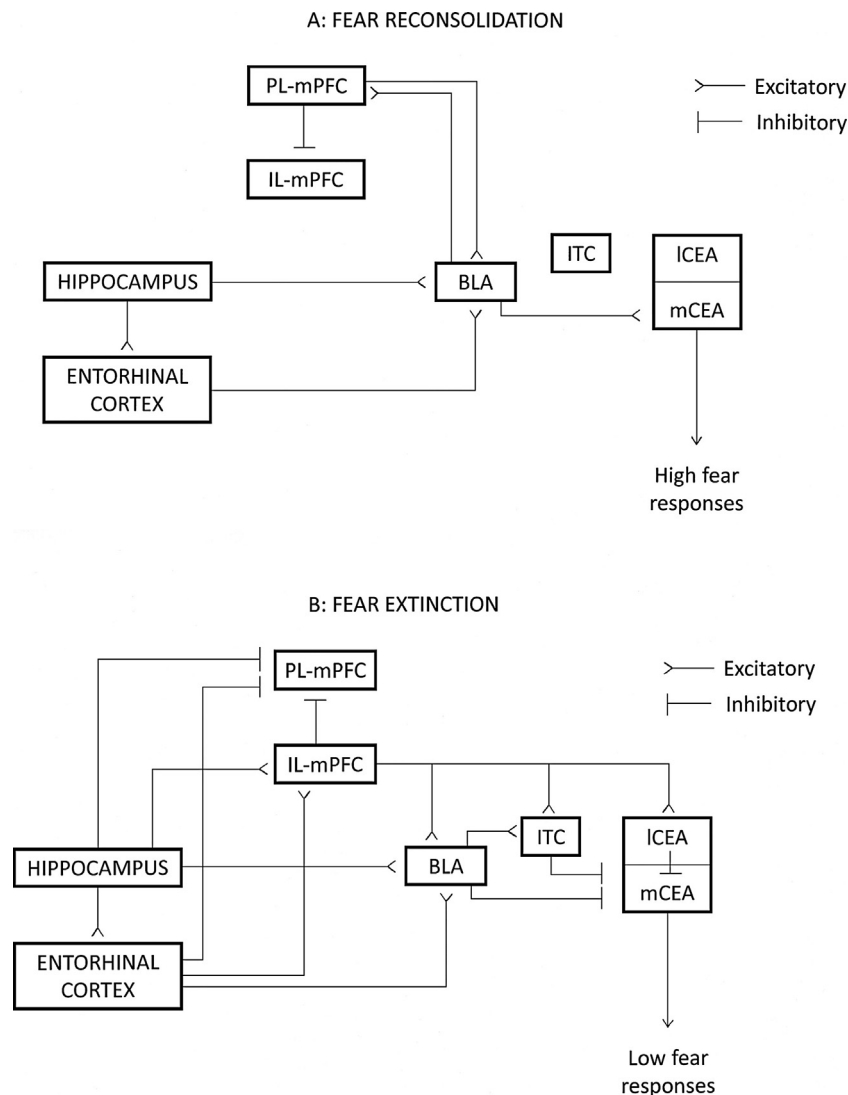 A: FEAR RECONSOLIDATION
PL-mPFC
Excitatory
Inhibitory
IL-mPFC
ITC
lCEA
HIPPOCAMPUS
BLA
mCEA
ENTORHINAL
CORTEX
High fear
responses
B: FEAR EXTINCTION
PL-mPFC
Excitatory
Inhibitory
IL-mPFC
ITC
lCEA
HIPPOCAMPUS
BLA
mCEA
ENTORHINAL
CORTEX
Low fear
responses